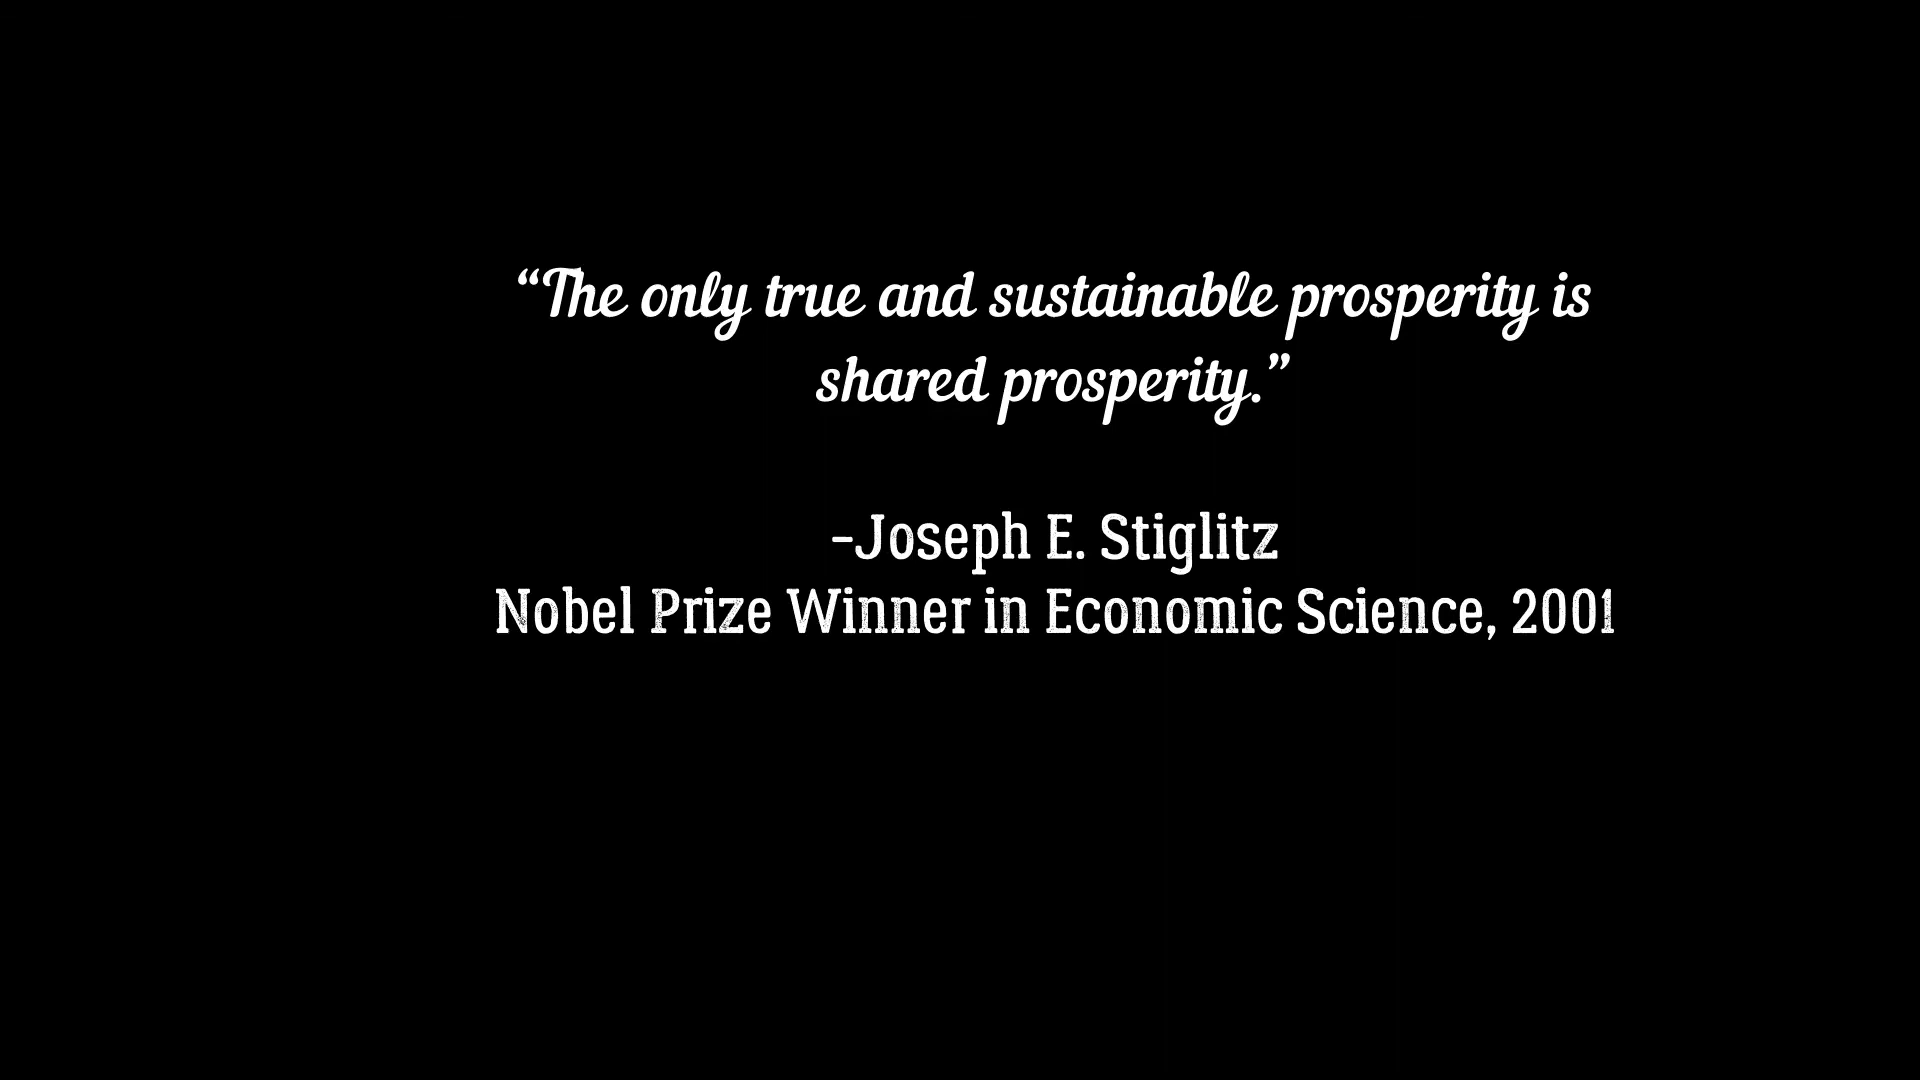 “The only true and sustainable prosperity is
shared prosperity.”
-Joseph E. Stiglitz
Nobel Prize Winner in Economic Science, 2001